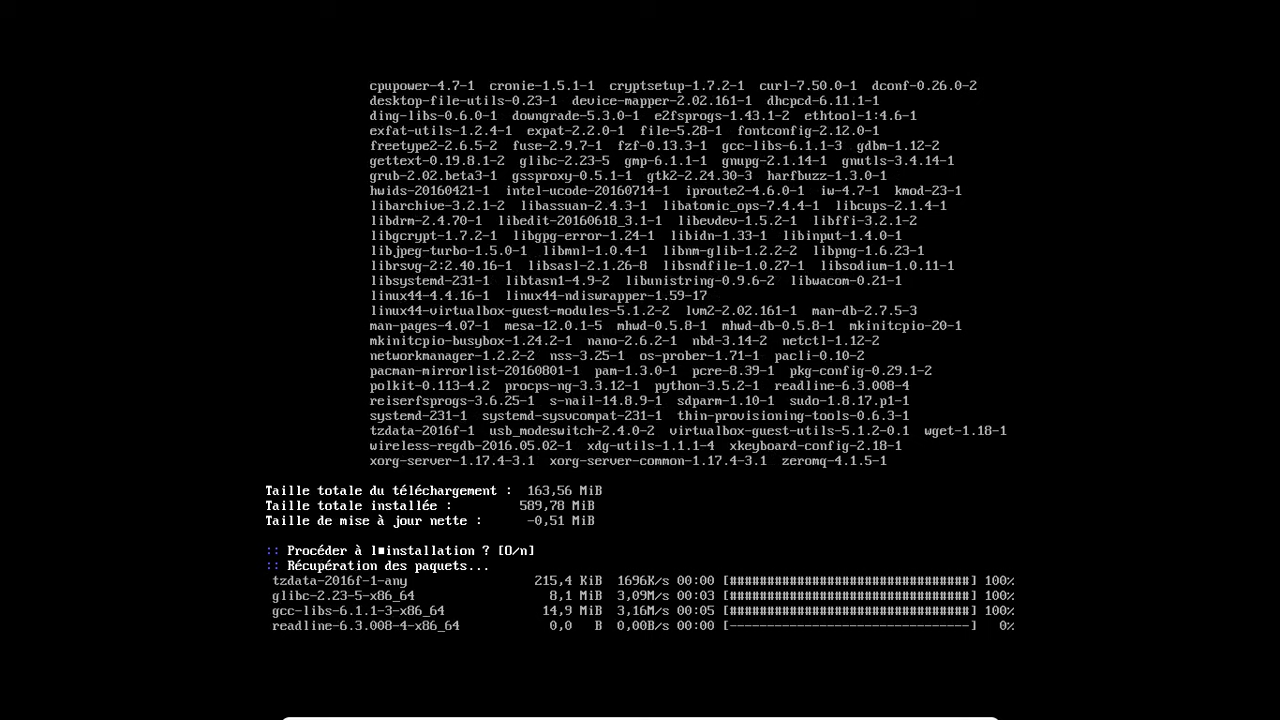 cpupower-4.7-1 cronie-1.5.1-1 cryptsetup-1.7.2-1 curl-7.50.0-1 dconf-0.26.0-2
desktop-file-utils-0.23-1 device-mapper-2.02.161-1 dhcpcd-6.11.1-1
ding-libs-0.6.0-1 downgrade-5.3.0-1 e2fsprogs-1.43.1-2 ethtool-1:4.6-1
exfat-utils-1.2.4-1 expat-2.2.0-1 file-5.28-1 fontconfig-2.12.0-1
freetype2-2.6.5-2 fuse-2.9.7-1 fzf-0.13.3-1 gcc-libs-6.1.1-3 gdbm-1.12-2
gettext-0.19.8.1-2 glibc-2.23-5 gmp-6.1.1-1 gnupg-2.1.14-1 gnutls-3.4.14-1
grub-2.02.beta3-1 gssproxy-0.5.1-1 gtk2-2.24.30-3 harfbuzz-1.3.0-1
hwids-20160421-1 intel-ucode-20160714-1 iproute2-4.6.0-1 iw-4.7-1 kmod-23-1
libarchive-3.2.1-2 libassuan-2.4.3-1 libatomic_ops-7.4.4-1 libcups-2.1.4-1
libdrm-2.4.70-1 libedit-20160618_3.1-1 libevdev-1.5.2-1 libffi-3.2.1-2
libgcrypt-1.7.2-1 libgpg-error-1.24-1 libidn-1.33-1 libinput-1.4.0-1
libjpeg-turbo-1.5.0-1 libmnl-1.0.4-1 libnm-glib-1.2.2-2 libpng-1.6.23-1
librsvg-2:2.40.16-1 libsasl-2.1.26-8 libsndfile-1.0.27-1 libsodium-1.0.11-1
libsystemd-231-1 libtasn1-4.9-2 libunistring-0.9.6-2 libwacom-0.21-1
linux44-4.4.16-1 linux44-ndiswrapper-1.59-17
linux44-virtualbox-guest-modules-5.1.2-2 lvm2-2.02.161-1 man-db-2.7.5-3
man-pages-4.07-1 mesa-12.0.1-5 mhwd-0.5.8-1 mhwd-db-0.5.8-1 mkinitcpio-20-1
mkinitcpio-busybox-1.24.2-1 nano-2.6.2-1 nbd-3.14-2 netctl-1.12-2
networkmanager-1.2.2-2 nss-3.25-1 os-prober-1.71-1 pacli-0.10-2
pacman-mirrorlist-20160801-1 pam-1.3.0-1 pcre-8.39-1 pkg-config-0.29.1-2
polkit-0.113-4.2 procps-ng-3.3.12-1 python-3.5.2-1 readline-6.3.008-4
reiserfsprogs-3.6.25-1 s-nail-14.8.9-1 sdparm-1.10-1 sudo-1.8.17.p1-1
systemd-231-1 systemd-sysvcompat-231-1 thin-provisioning-tools-0.6.3-1
tzdata-2016f-1 usb_modeswitch-2.4.0-2 virtualbox-guest-utils-5.1.2-0.1 wget-1.18-1
wireless-regdb-2016.05.02-1 xdg-utils-1.1.1-4 xkeyboard-config-2.18-1
xorg-server-1.17.4-3.1 xorg-server-common-1.17.4-3.1 zeromq-4.1.5-1
Taille totale du téléchargement : 163,56 MiB
Taille totale installée : 589,78 MiB
Taille de mise à jour nette : -0,51 MiB
:: Procéder à l■installation ? [O/n]
:: Récupération des paquets...
tzdata-2016f-1-any 215,4 KiB 1696K/s 00:00 [################################] 100%
glibc-2.23-5-x86_64 8,1 MiB 3,09M/s 00:03 [################################] 100%
gcc-libs-6.1.1-3-x86_64 14,9 MiB 3,16M/s 00:05 [################################] 100%
readline-6.3.008-4-x86_64 0,0 B 0,00B/s 00:00 [--------------------------------] 0%